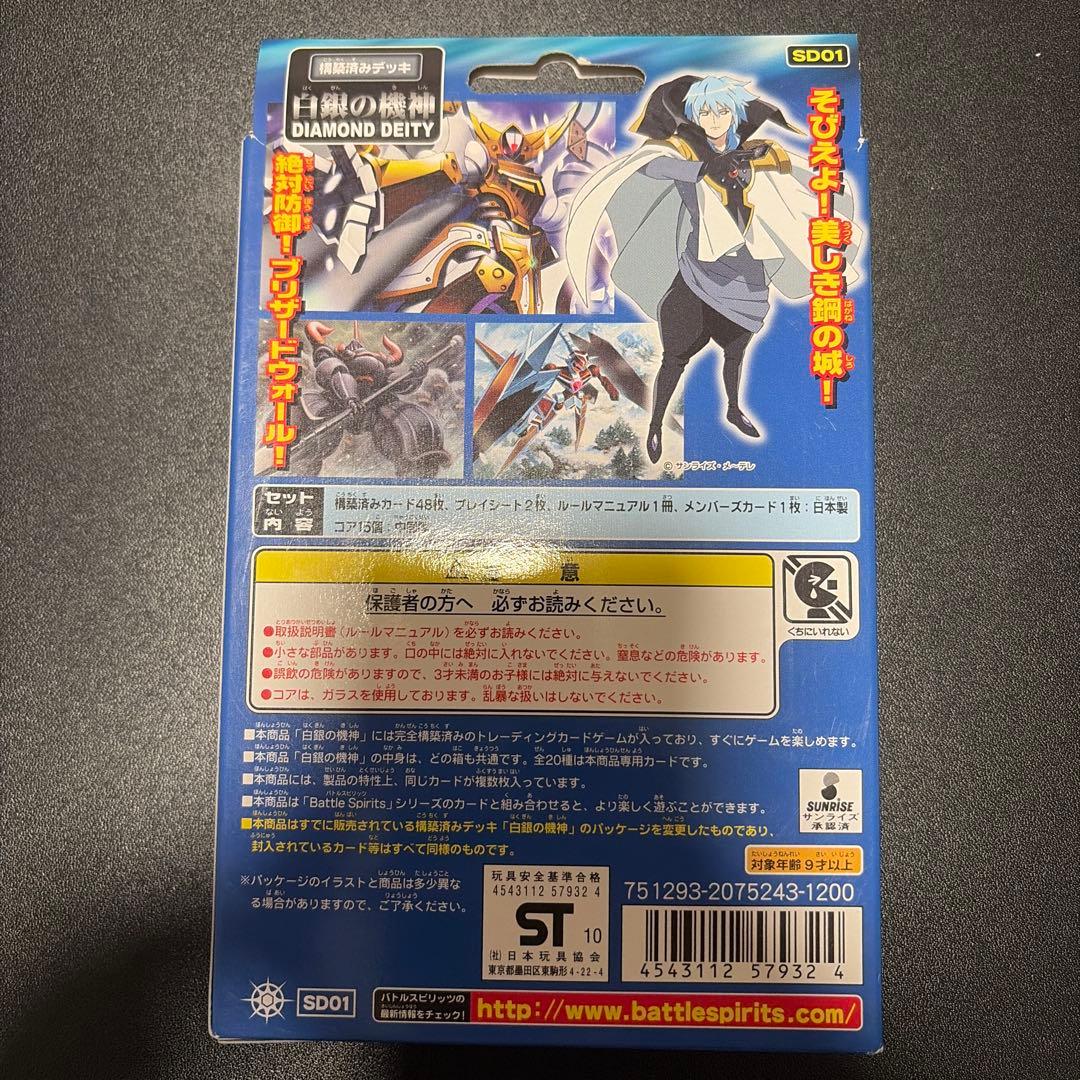 構築済みデッキ
白銀の機神
DIAMOND DEITY
SD01
そびえよ！美しき鋼の城！
絶対防御！ブリザードウォール！
© サンライズ・メ〜テレ
セット内容
構築済みカード48枚、プレイシート2枚、ルールマニュアル1冊、メンバーズカード1枚：日本製
コア15個：中国製
注意
保護者の方へ 必ずお読みください。
●取扱説明書（ルールマニュアル）を必ずお読みください。
●小さな部品があります。口の中には絶対に入れないでください。窒息などの危険があります。
●誤飲の危険がありますので、3才未満のお子様には絶対に与えないでください。
●コアは、ガラスを使用しております。乱暴な扱いはしないでください。
くちにいれない
■本商品「白銀の機神」には完全構築済みのトレーディングカードゲームが入っており、すぐにゲームを楽しめます。
■本商品「白銀の機神」の中身は、どの箱も共通です。全20種は本商品専用カードです。
■本商品には、製品の特性上、同じカードが複数枚入っています。
■本商品は「Battle Spirits」シリーズのカードと組み合わせると、より楽しく遊ぶことができます。
■本商品はすでに販売されている構築済みデッキ「白銀の機神」のパッケージを変更したものであり、
封入されているカード等はすべて同様のものです。
SUNRISE
サンライズ
承認済
対象年齢 9才以上
※パッケージのイラストと商品は多少異な
る場合がありますので、ご了承ください。
玩具安全基準合格
4543112 57932 4
ST 10
(社)日本玩具協会
東京都墨田区東駒形4-22-4
751293-2075243-1200
4543112 57932 4
SD01
バトルスピリッツの
最新情報をチェック！
http://www.battlespirits.com/